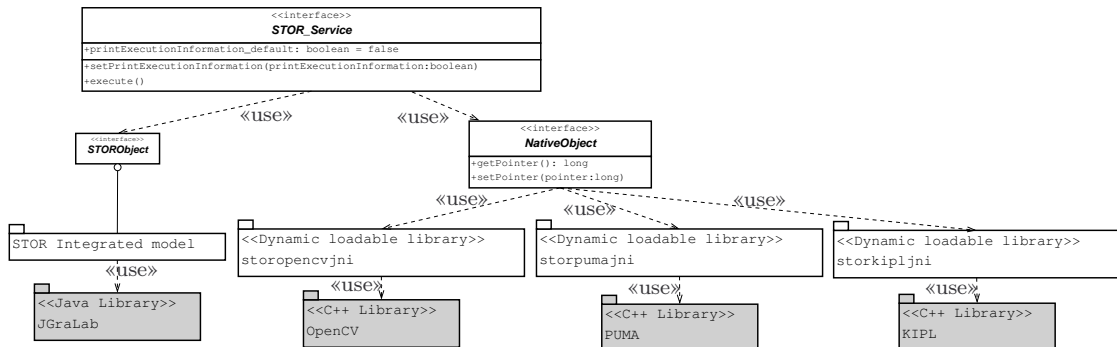 <<interface>>
STOR_Service
+printExecutionInformation_default: boolean = false
+setPrintExecutionInformation(printExecutionInformation:boolean)
+execute()
«use»
«use»
<<interface>>
STORObject
<<interface>>
NativeObject
+getPointer(): long
+setPointer(pointer:long)
«use»
«use»
«use»
STOR Integrated model
<<Dynamic loadable library>>
storopencvjni
<<Dynamic loadable library>>
storpumajni
<<Dynamic loadable library>>
storkipljni
«use»
«use»
«use»
«use»
<<Java Library>>
JGraLab
<<C++ Library>>
OpenCV
<<C++ Library>>
PUMA
<<C++ Library>>
KIPL